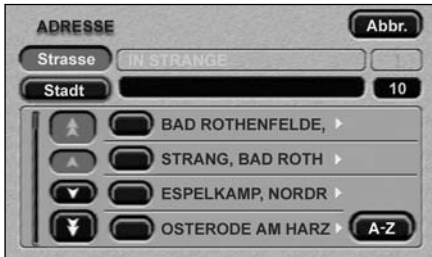 ADRESSE Abbr.
Strasse IN STRANGE 1
Stadt 10
BAD ROTHENFELDE,
STRANG, BAD ROTH
ESPELKAMP, NORDR
OSTERODE AM HARZ A-Z